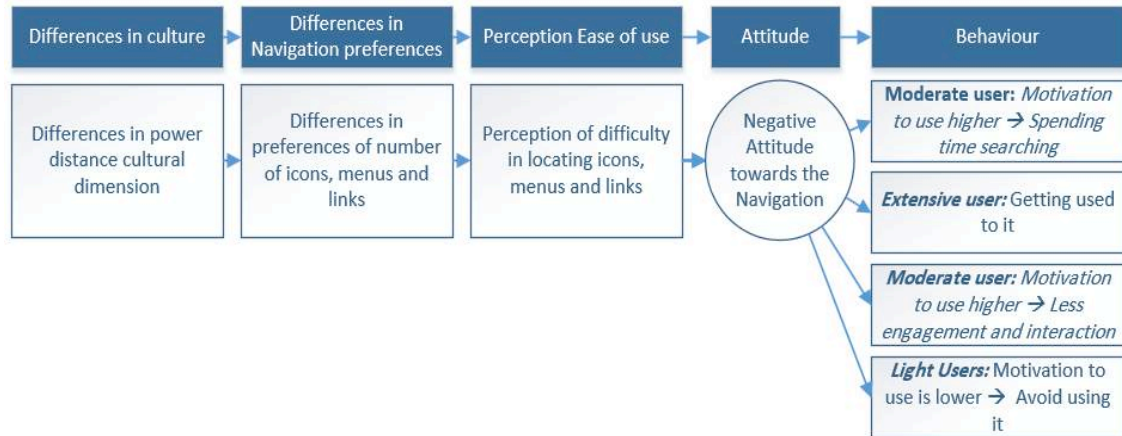 Differences in culture
Differences in
Navigation preferences
Perception Ease of use
Attitude
Behaviour
Differences in power
distance cultural
dimension
Differences in
preferences of number
of icons, menus and
links
Perception of difficulty
in locating icons,
menus and links
Negative
Attitude
towards the
Navigation
Moderate user: Motivation
to use higher → Spending
time searching
Extensive user: Getting used
to it
Moderate user: Motivation
to use higher → Less
engagement and interaction
Light Users: Motivation to
use is lower → Avoid using
it